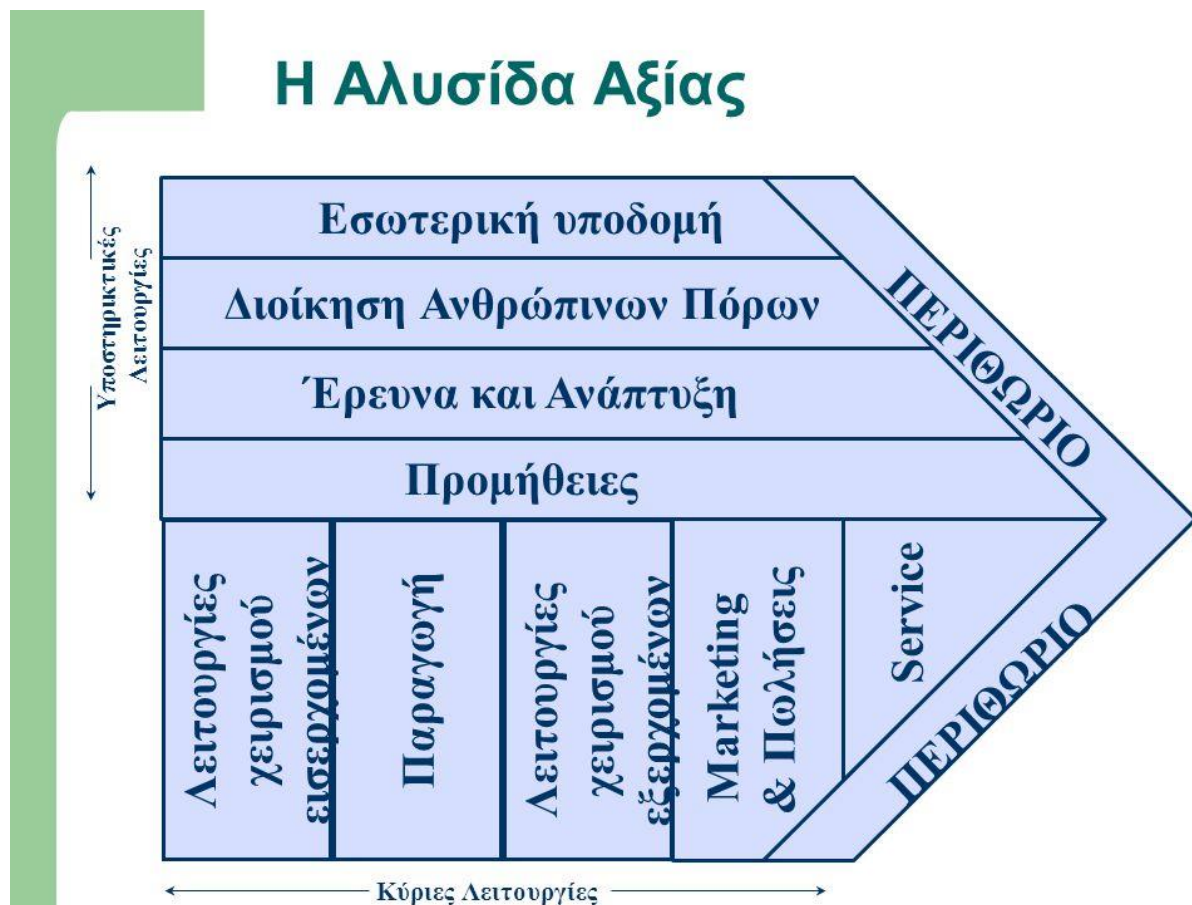 Η Αλυσίδα Αξίας
Υποστηρικτικές
Λειτουργίες
Εσωτερική υποδομή
Διοίκηση Ανθρώπινων Πόρων
Έρευνα και Ανάπτυξη
Προμήθειες
ΠΕΡΙΘΩΡΙΟ
Λειτουργίες
χειρισμού
εισερχομένων
Παραγωγή
Λειτουργίες
χειρισμού
εξερχομένων
Marketing
& Πωλήσεις
Service
ΠΕΡΙΘΩΡΙΟ
Κύριες Λειτουργίες